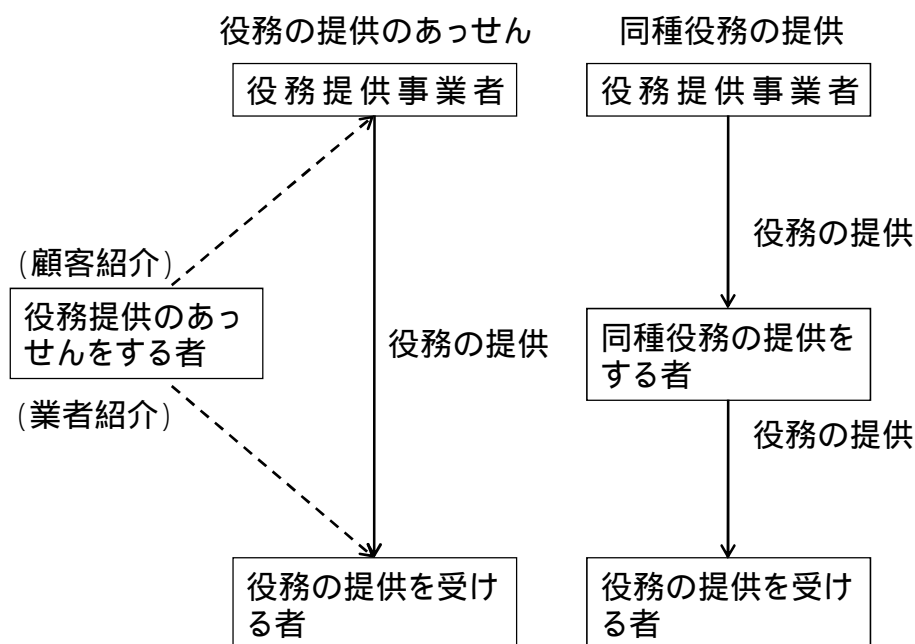 役務の提供のあっせん
役務提供事業者
(顧客紹介)
役務提供のあっ
せんをする者
(業者紹介)
役務の提供
役務の提供を受け
る者
同種役務の提供
役務提供事業者
役務の提供
同種役務の提供を
する者
役務の提供
役務の提供を受け
る者